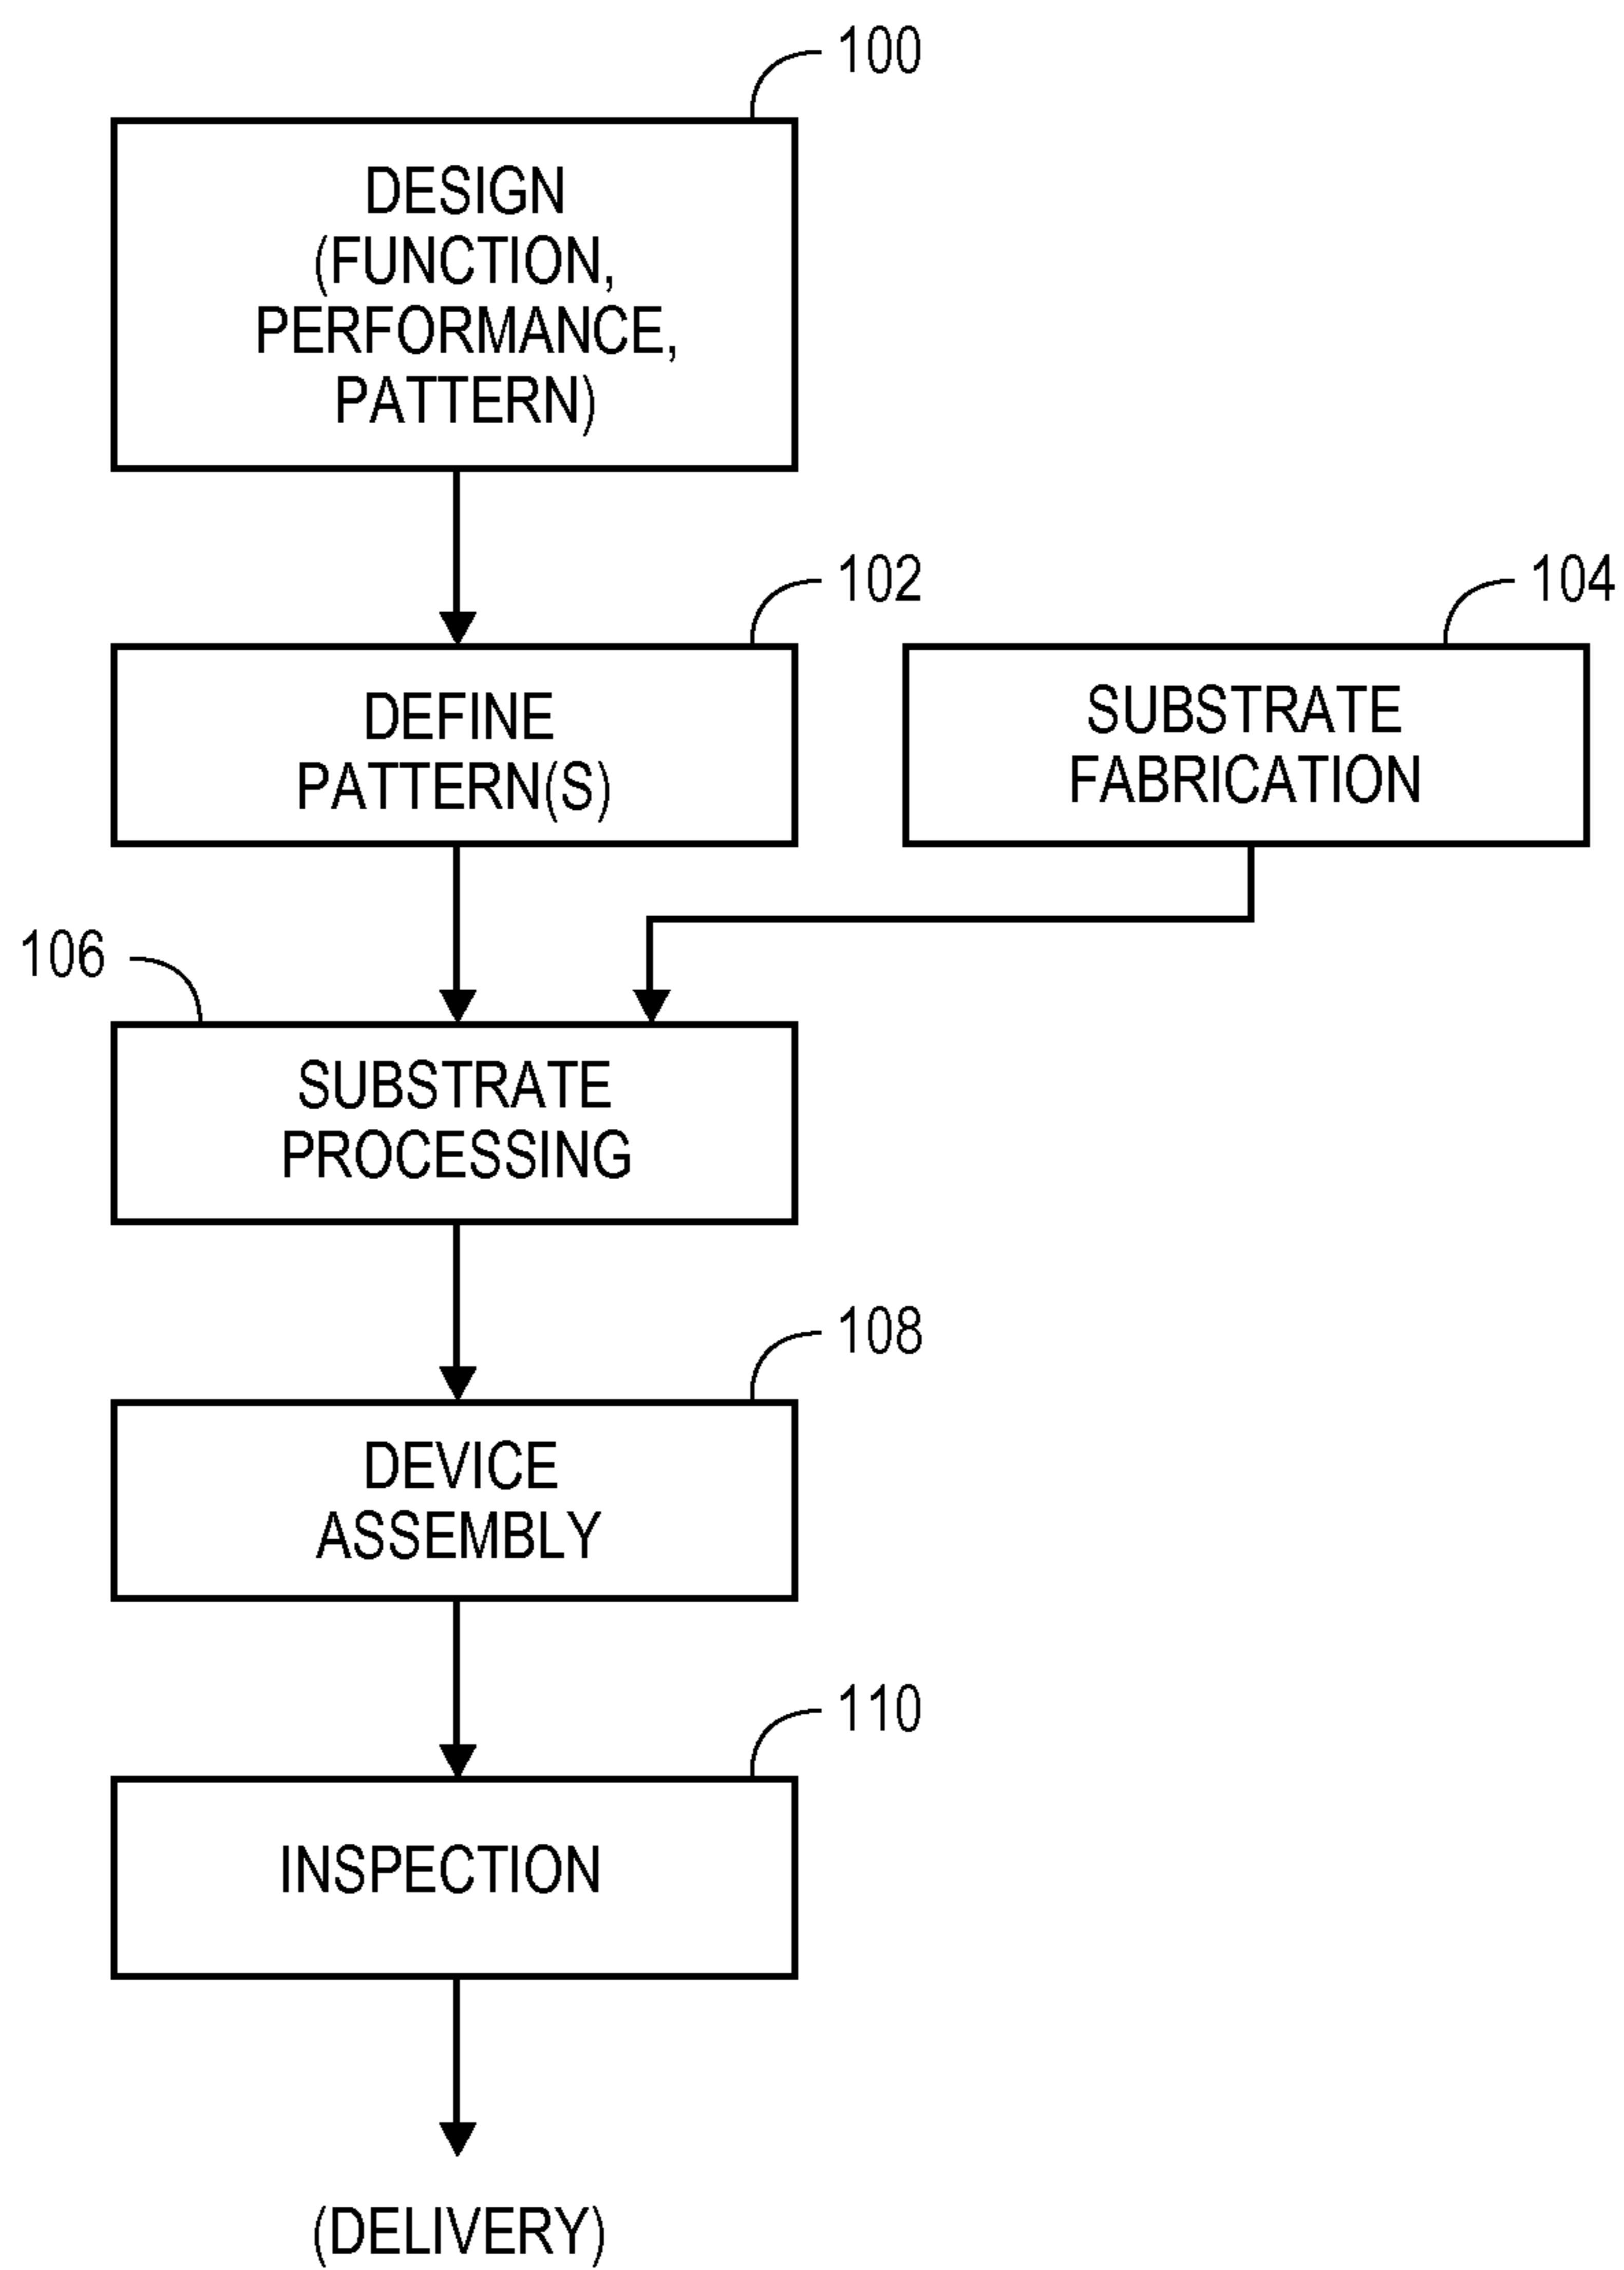 100
DESIGN
(FUNCTION,
PERFORMANCE,
PATTERN)
102
DEFINE
PATTERN(S)
104
SUBSTRATE
FABRICATION
106
SUBSTRATE
PROCESSING
108
DEVICE
ASSEMBLY
110
INSPECTION
(DELIVERY)